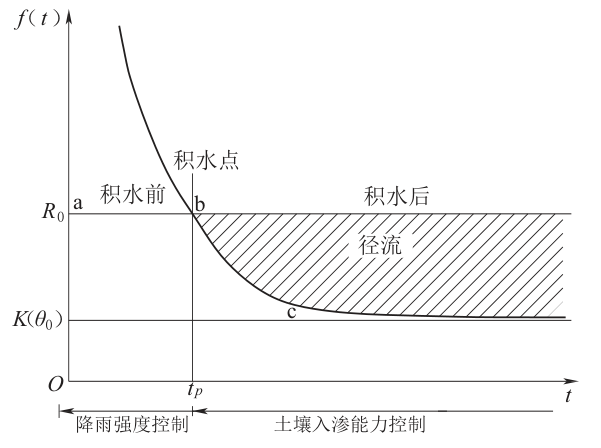 f(t)
积水点
a
积水前
b
积水后
R₀
径流
c
K(θ₀)
O
tₚ
t
降雨强度控制
土壤入渗能力控制